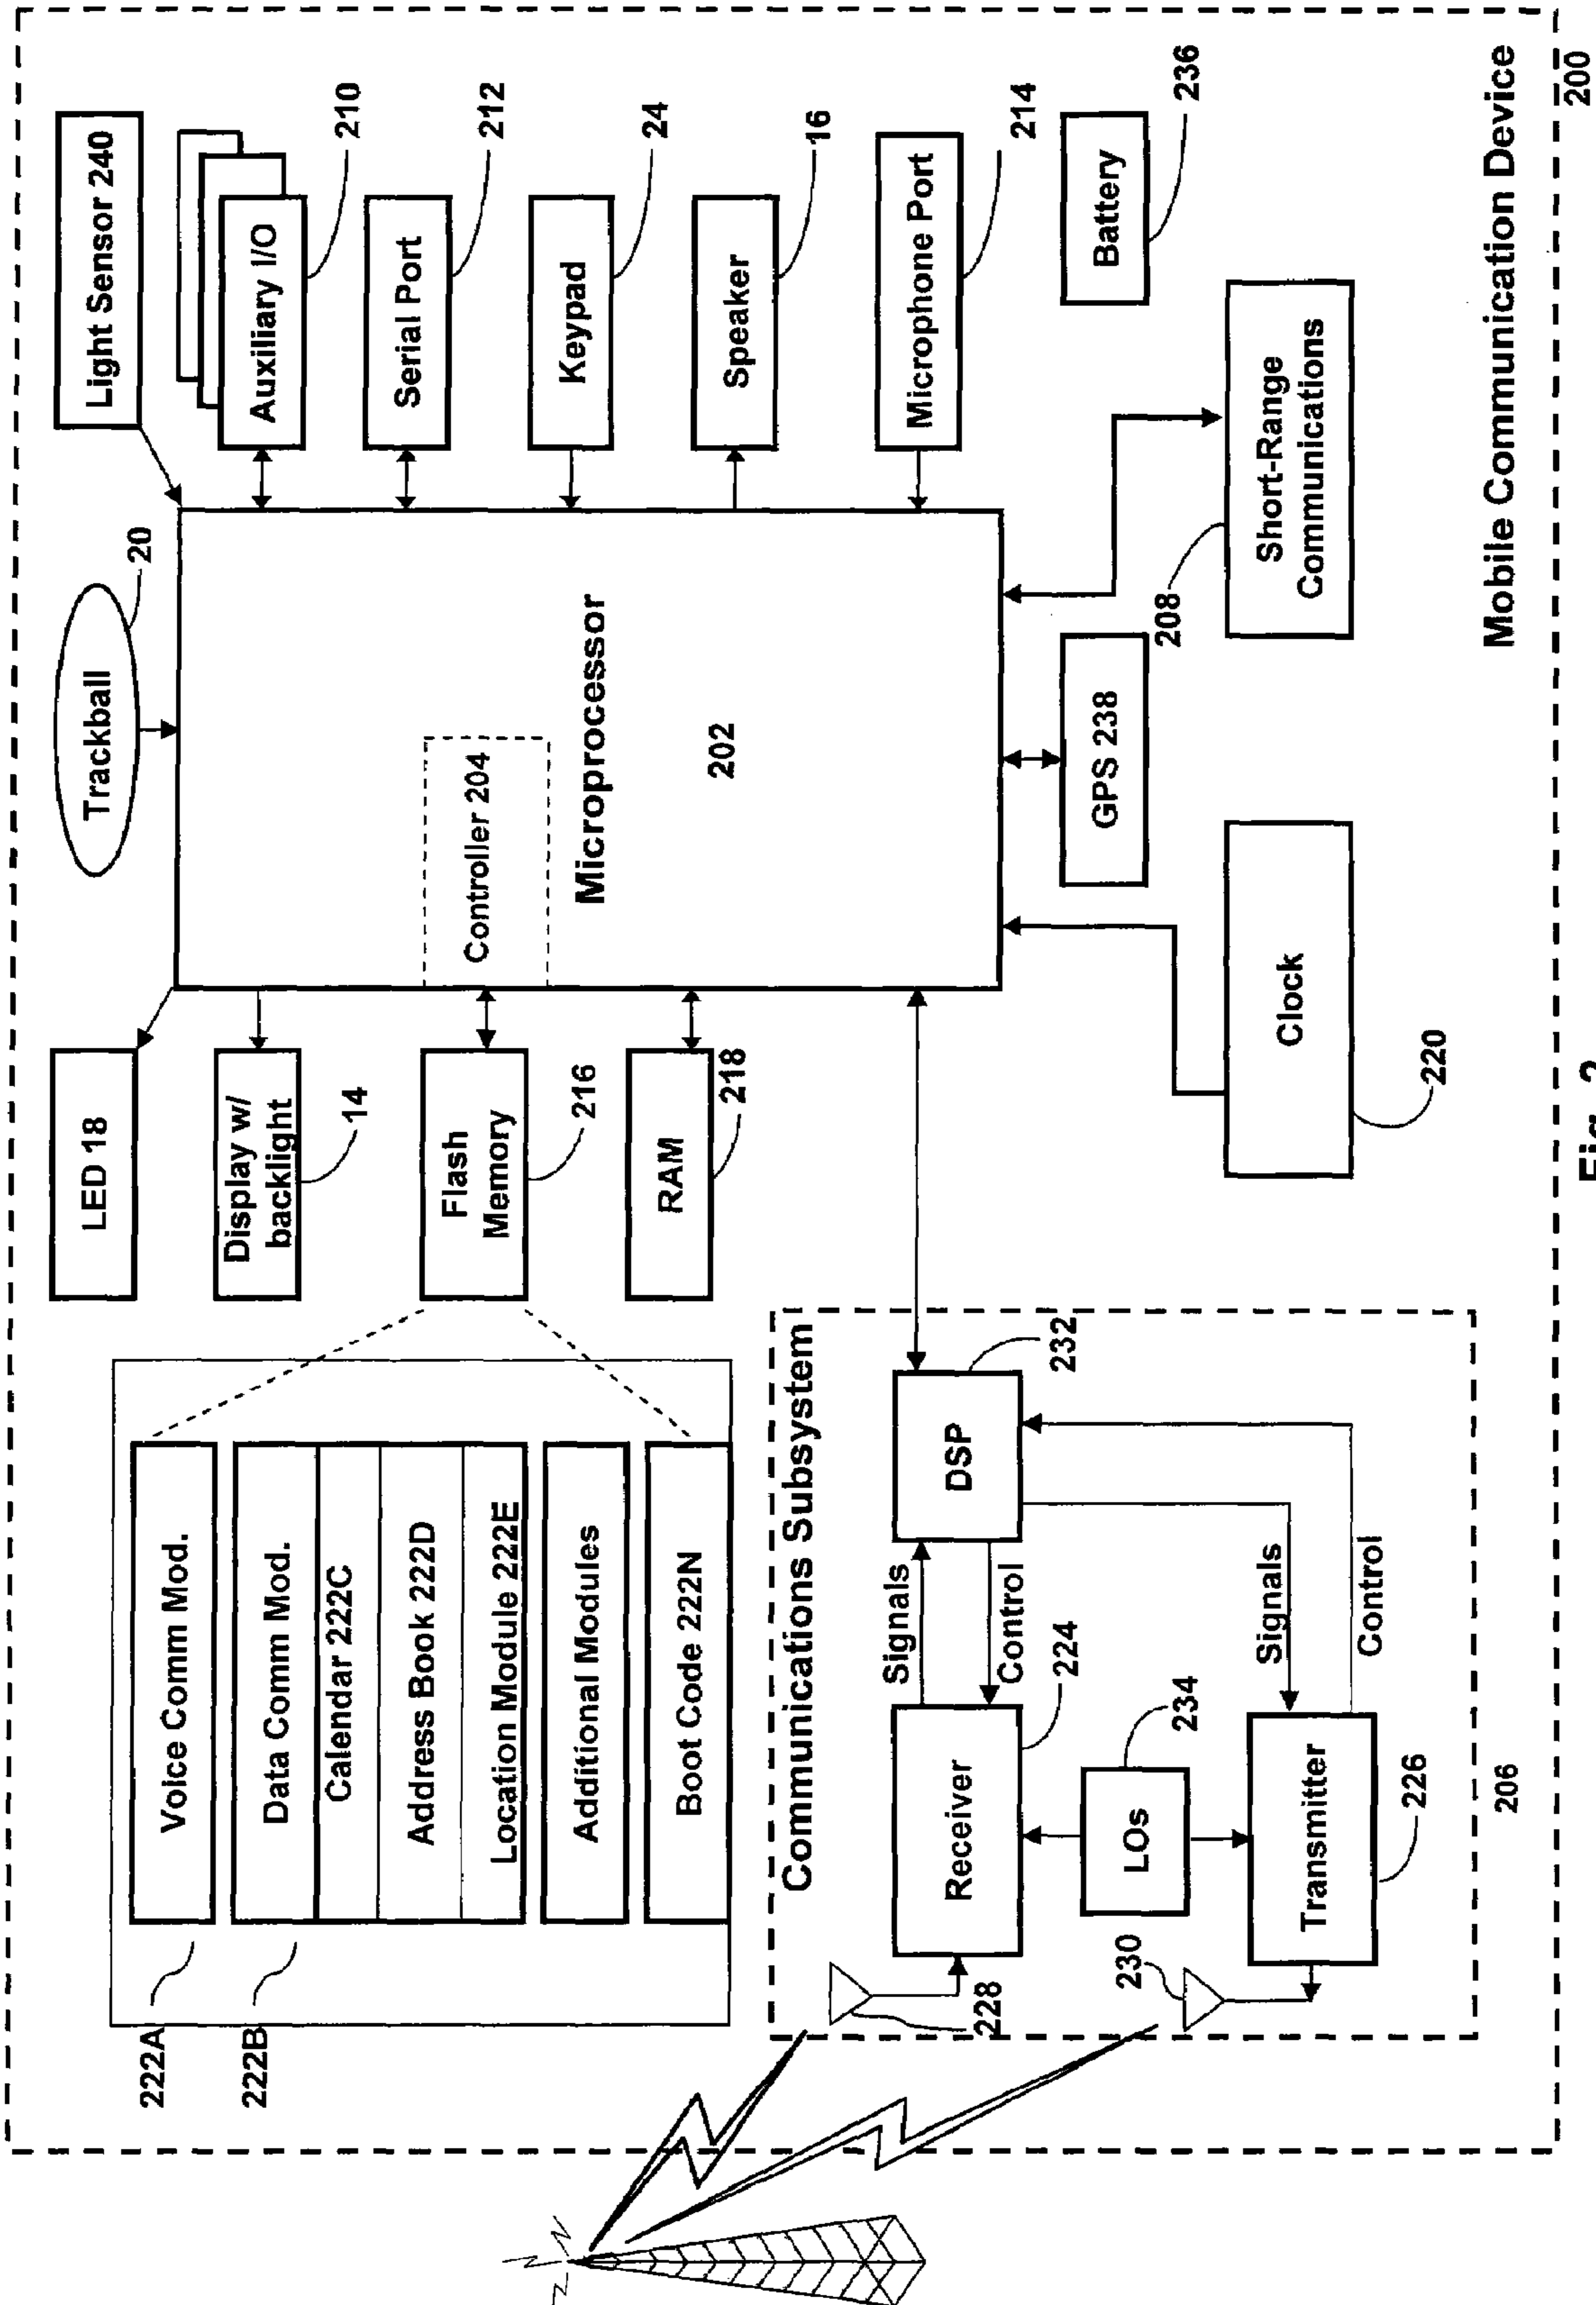 LED 18
Trackball
20
Light Sensor 240
Display w/
backlight
14
Auxiliary I/O
210
Serial Port
212
Flash
Memory
216
Controller 204
Microprocessor
202
Keypad
24
RAM
218
Speaker
16
Microphone Port
214
222A
Voice Comm Mod.
222B
Data Comm Mod.
Calendar 222C
Address Book 222D
Location Module 222E
Additional Modules
Boot Code 222N
Communications Subsystem
Signals
Control
DSP
232
Receiver
224
228
LOs
234
230
Signals
Control
Transmitter
226
206
GPS 238
Battery
236
Clock
220
208
Short-Range
Communications
Mobile Communication Device
200
Fig. 2